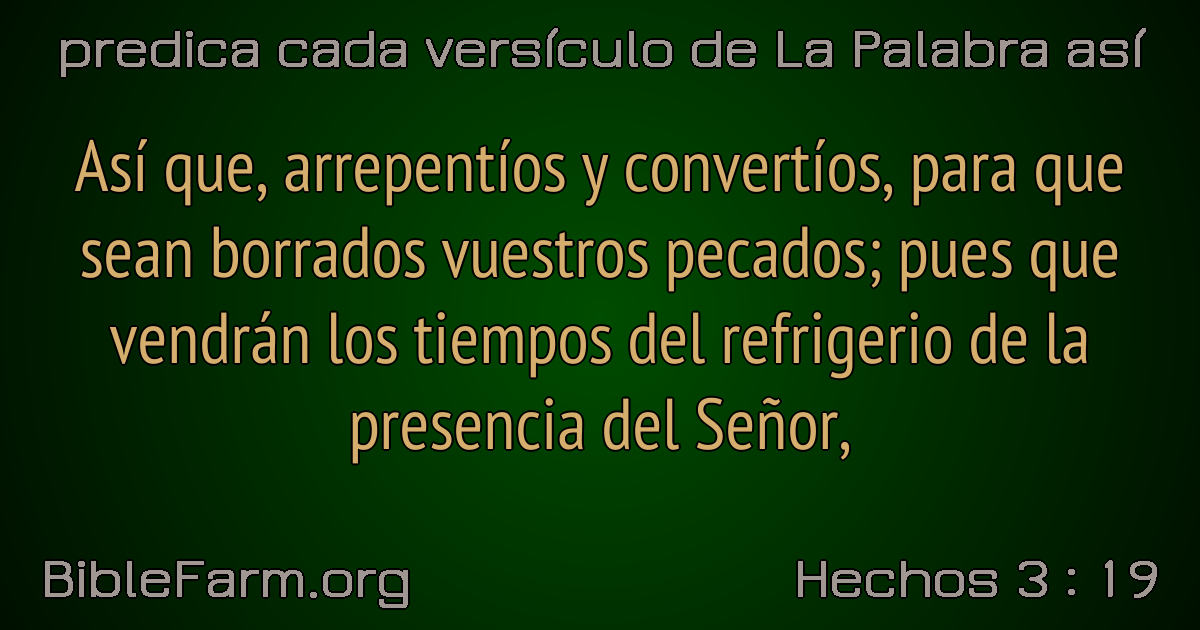 predica cada versículo de La Palabra así
Así que, arrepentíos y convertíos, para que
sean borrados vuestros pecados; pues que
vendrán los tiempos del refrigerio de la
presencia del Señor,
BibleFarm.org
Hechos 3 : 19